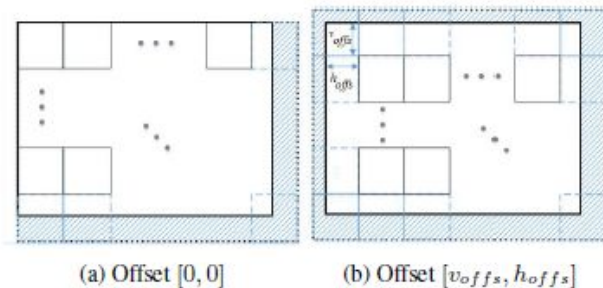 v_offs
h_offs
(a) Offset [0, 0]
(b) Offset [v_offs, h_offs]